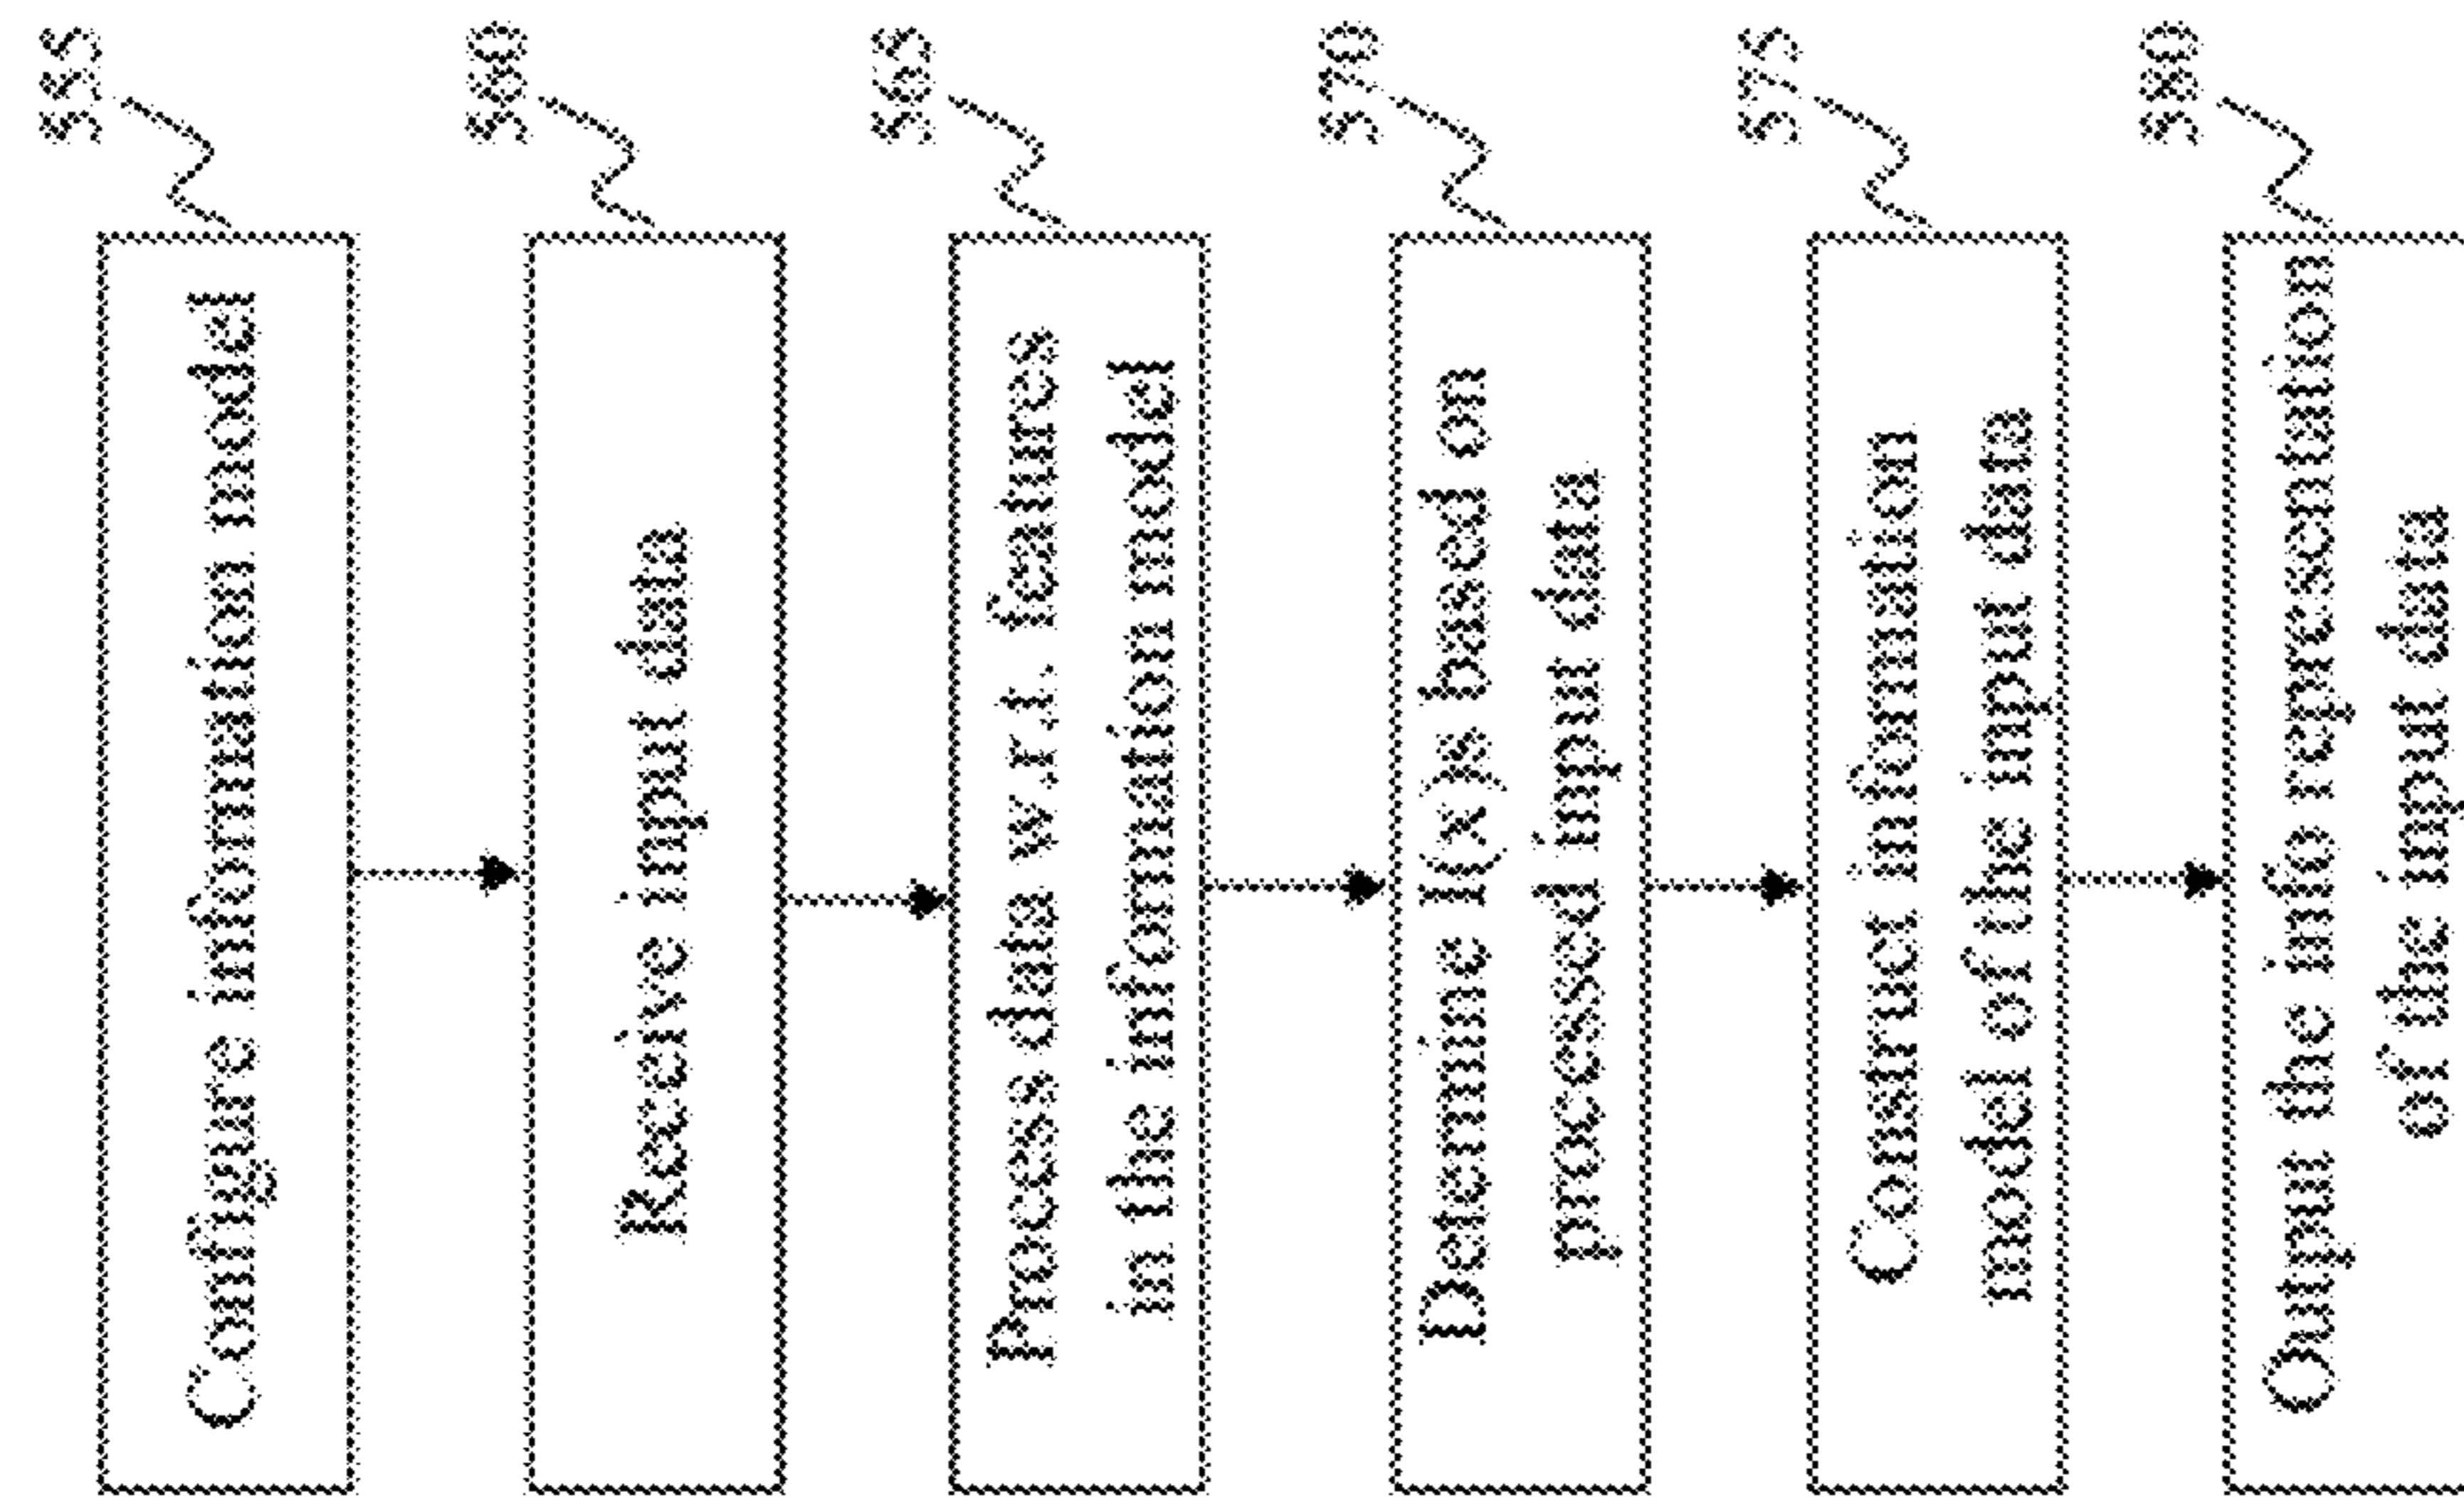 555
Configure information model
560
Receive input data
565
Process data w.r.t. features
in the information model
570
Determine I(x)s based on
processed input data
575
Construct information
model of the input data
580
Output the info representation
of the input data